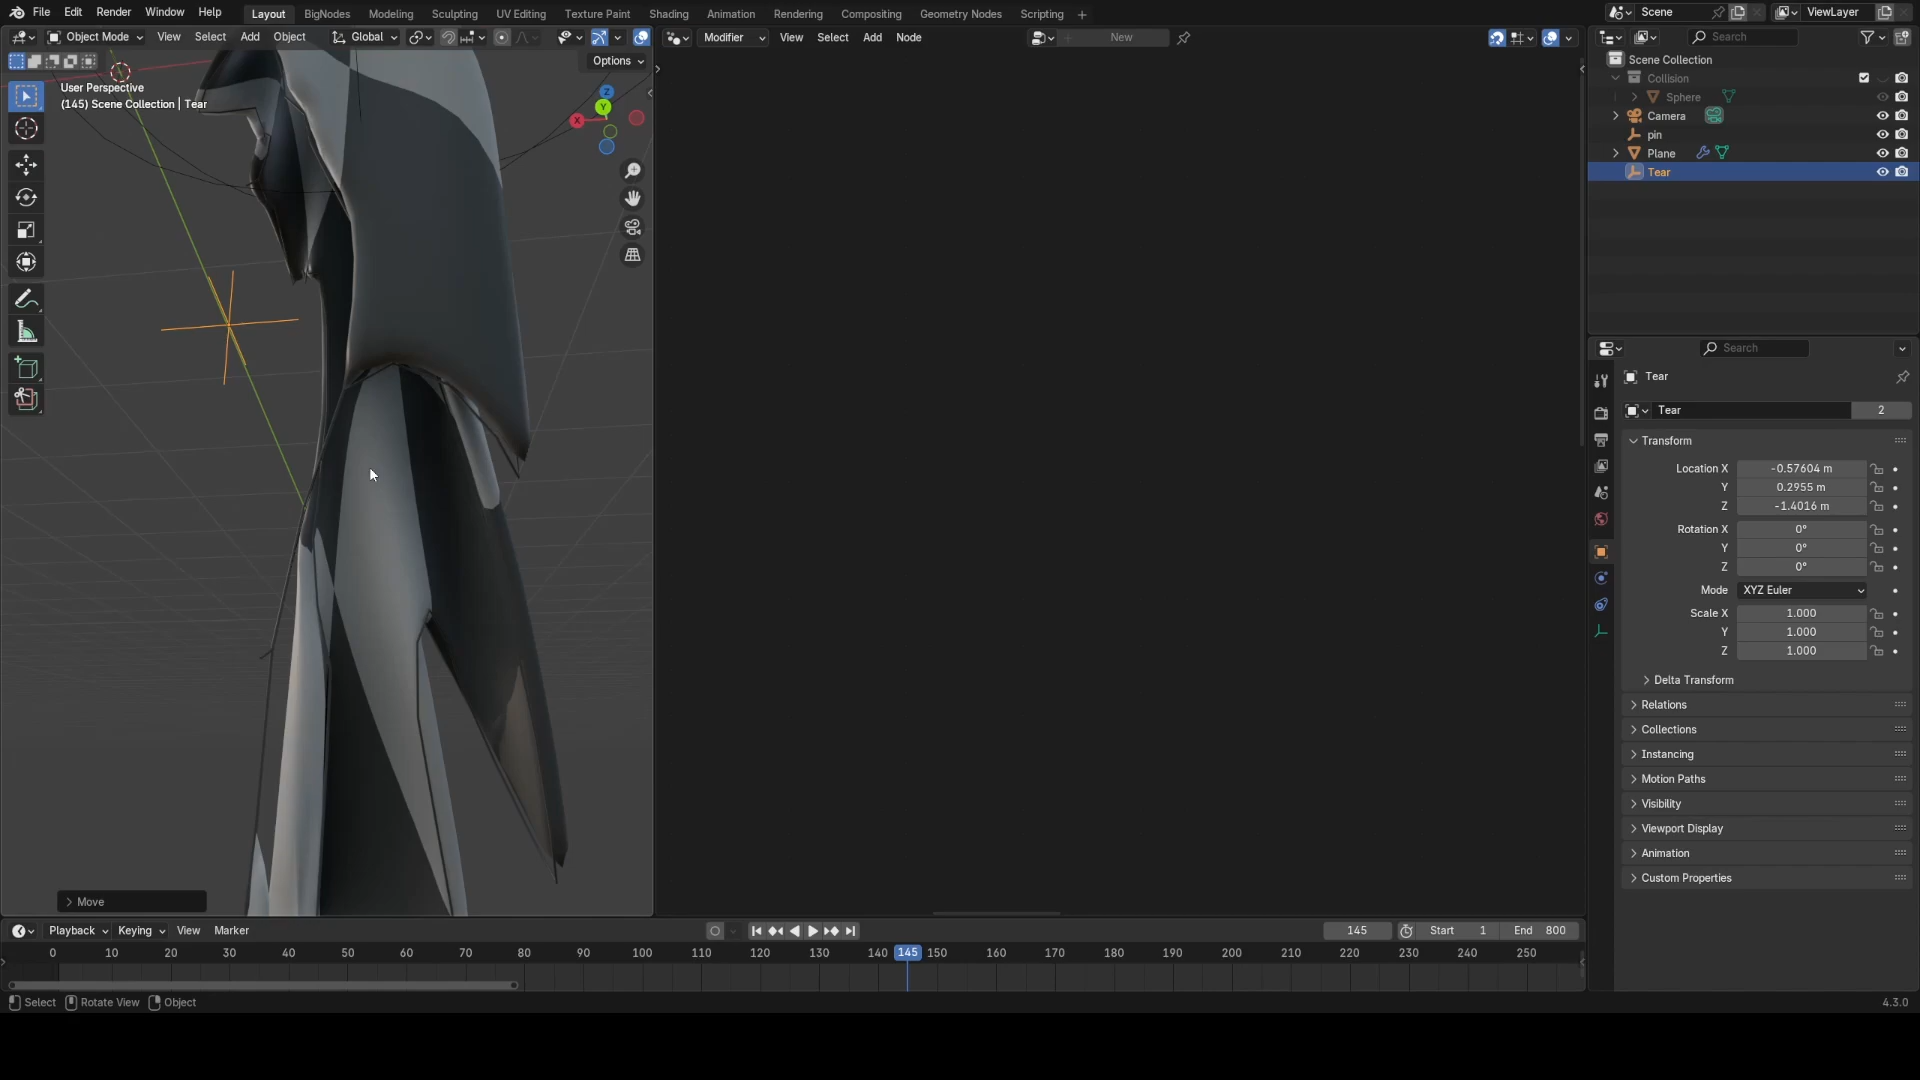 File Edit Render Window Help Layout BigNodes Modeling Sculpting UV Editing Texture Paint Shading Animation Rendering Compositing Geometry Nodes Scripting + Scene ViewLayer
Object Mode View Select Add Object Global Modifier View Select Add Node New Search
Options
User Perspective
(145) Scene Collection | Tear
Z
Y
X
Scene Collection
Collision
Sphere
Camera
pin
Plane
Tear
Search
Tear
Tear 2
Transform
Location X -0.57604 m
Y 0.2955 m
Z -1.4016 m
Rotation X 0°
Y 0°
Z 0°
Mode XYZ Euler
Scale X 1.000
Y 1.000
Z 1.000
Delta Transform
Relations
Collections
Instancing
Motion Paths
Visibility
Viewport Display
Animation
Custom Properties
Move
Playback Keying View Marker 145 Start 1 End 800
0 10 20 30 40 50 60 70 80 90 100 110 120 130 140 145 150 160 170 180 190 200 210 220 230 240 250
Select Rotate View Object 4.3.0